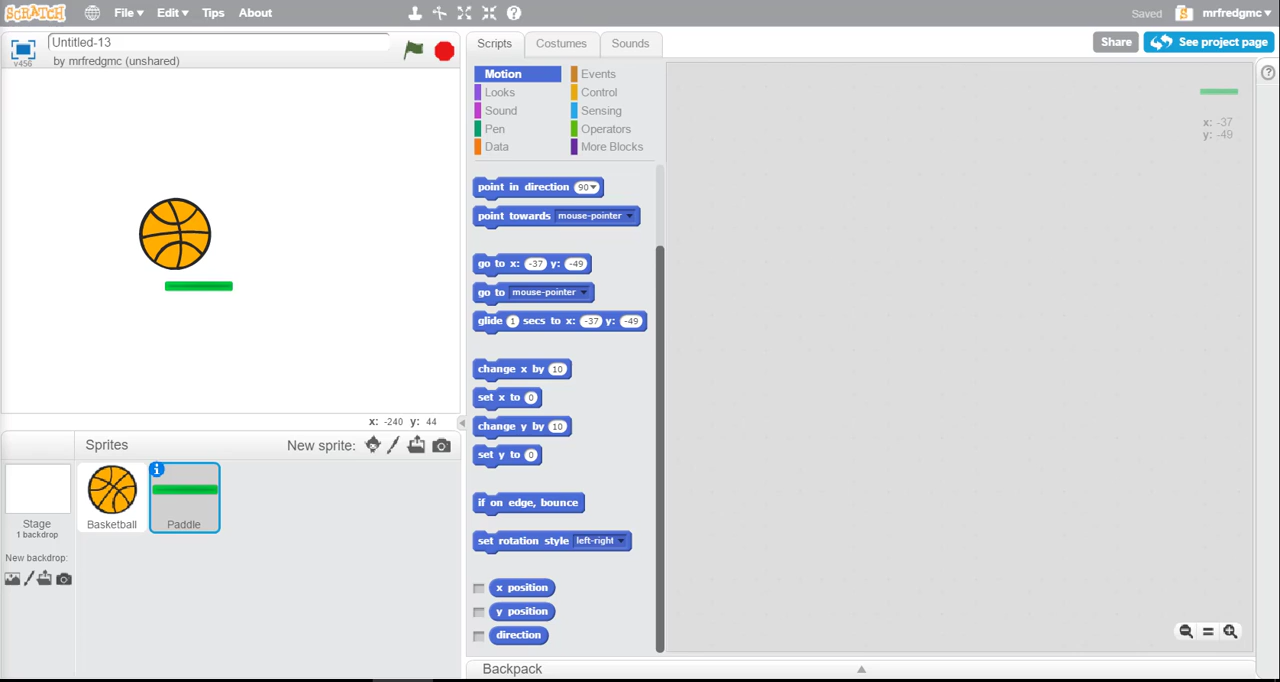 SCRATCH File Edit Tips About Saved mrfredgmc
v456 Untitled-13
by mrfredgmc (unshared)
Scripts Costumes Sounds Share See project page
Motion Events
Looks Control
Sound Sensing
Pen Operators
Data More Blocks
x: -37
y: -49
point in direction 90
point towards mouse-pointer
go to x: -37 y: -49
go to mouse-pointer
glide 1 secs to x: -37 y: -49
change x by 10
set x to 0
change y by 10
set y to 0
if on edge, bounce
set rotation style left-right
x position
y position
direction
x: -240 y: 44
Sprites New sprite:
Stage
1 backdrop
New backdrop:
Basketball
Paddle
Backpack